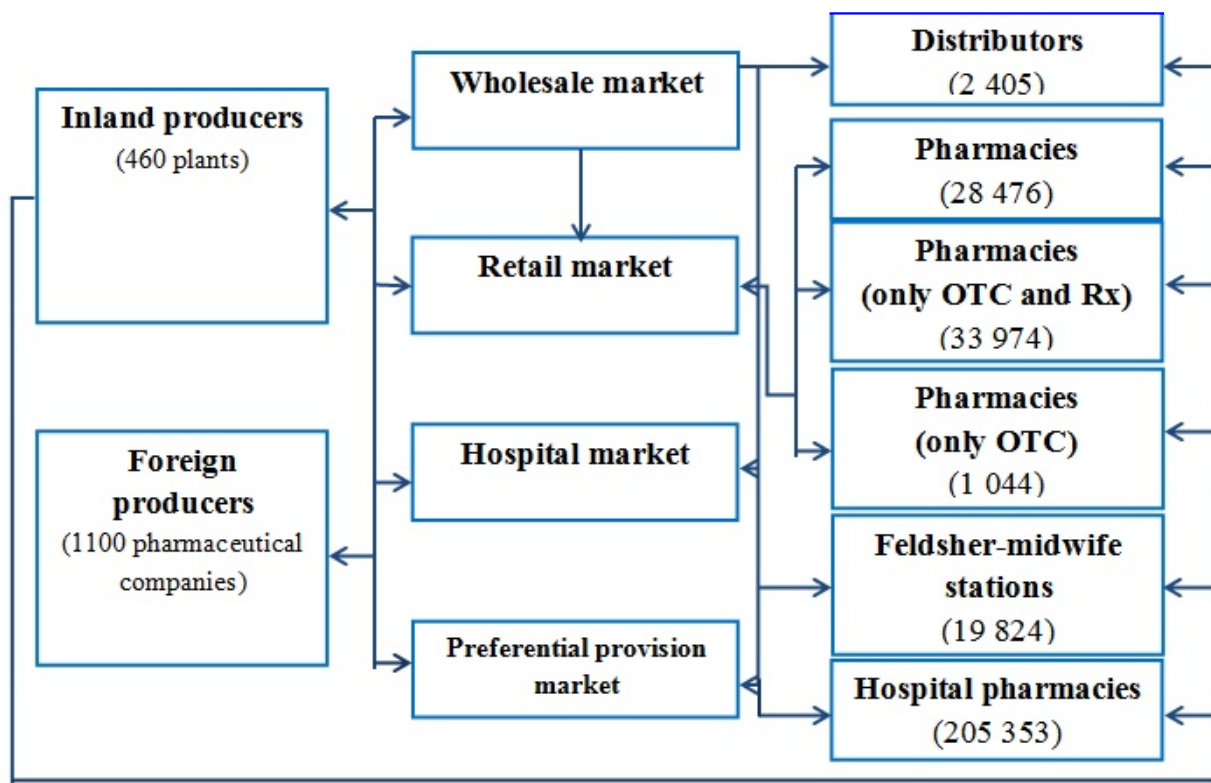 Inland producers
(460 plants)
Foreign
producers
(1100 pharmaceutical
companies)
Wholesale market
Retail market
Hospital market
Preferential provision
market
Distributors
(2 405)
Pharmacies
(28 476)
Pharmacies
(only OTC and Rx)
(33 974)
Pharmacies
(only OTC)
(1 044)
Feldsher-midwife
stations
(19 824)
Hospital pharmacies
(205 353)